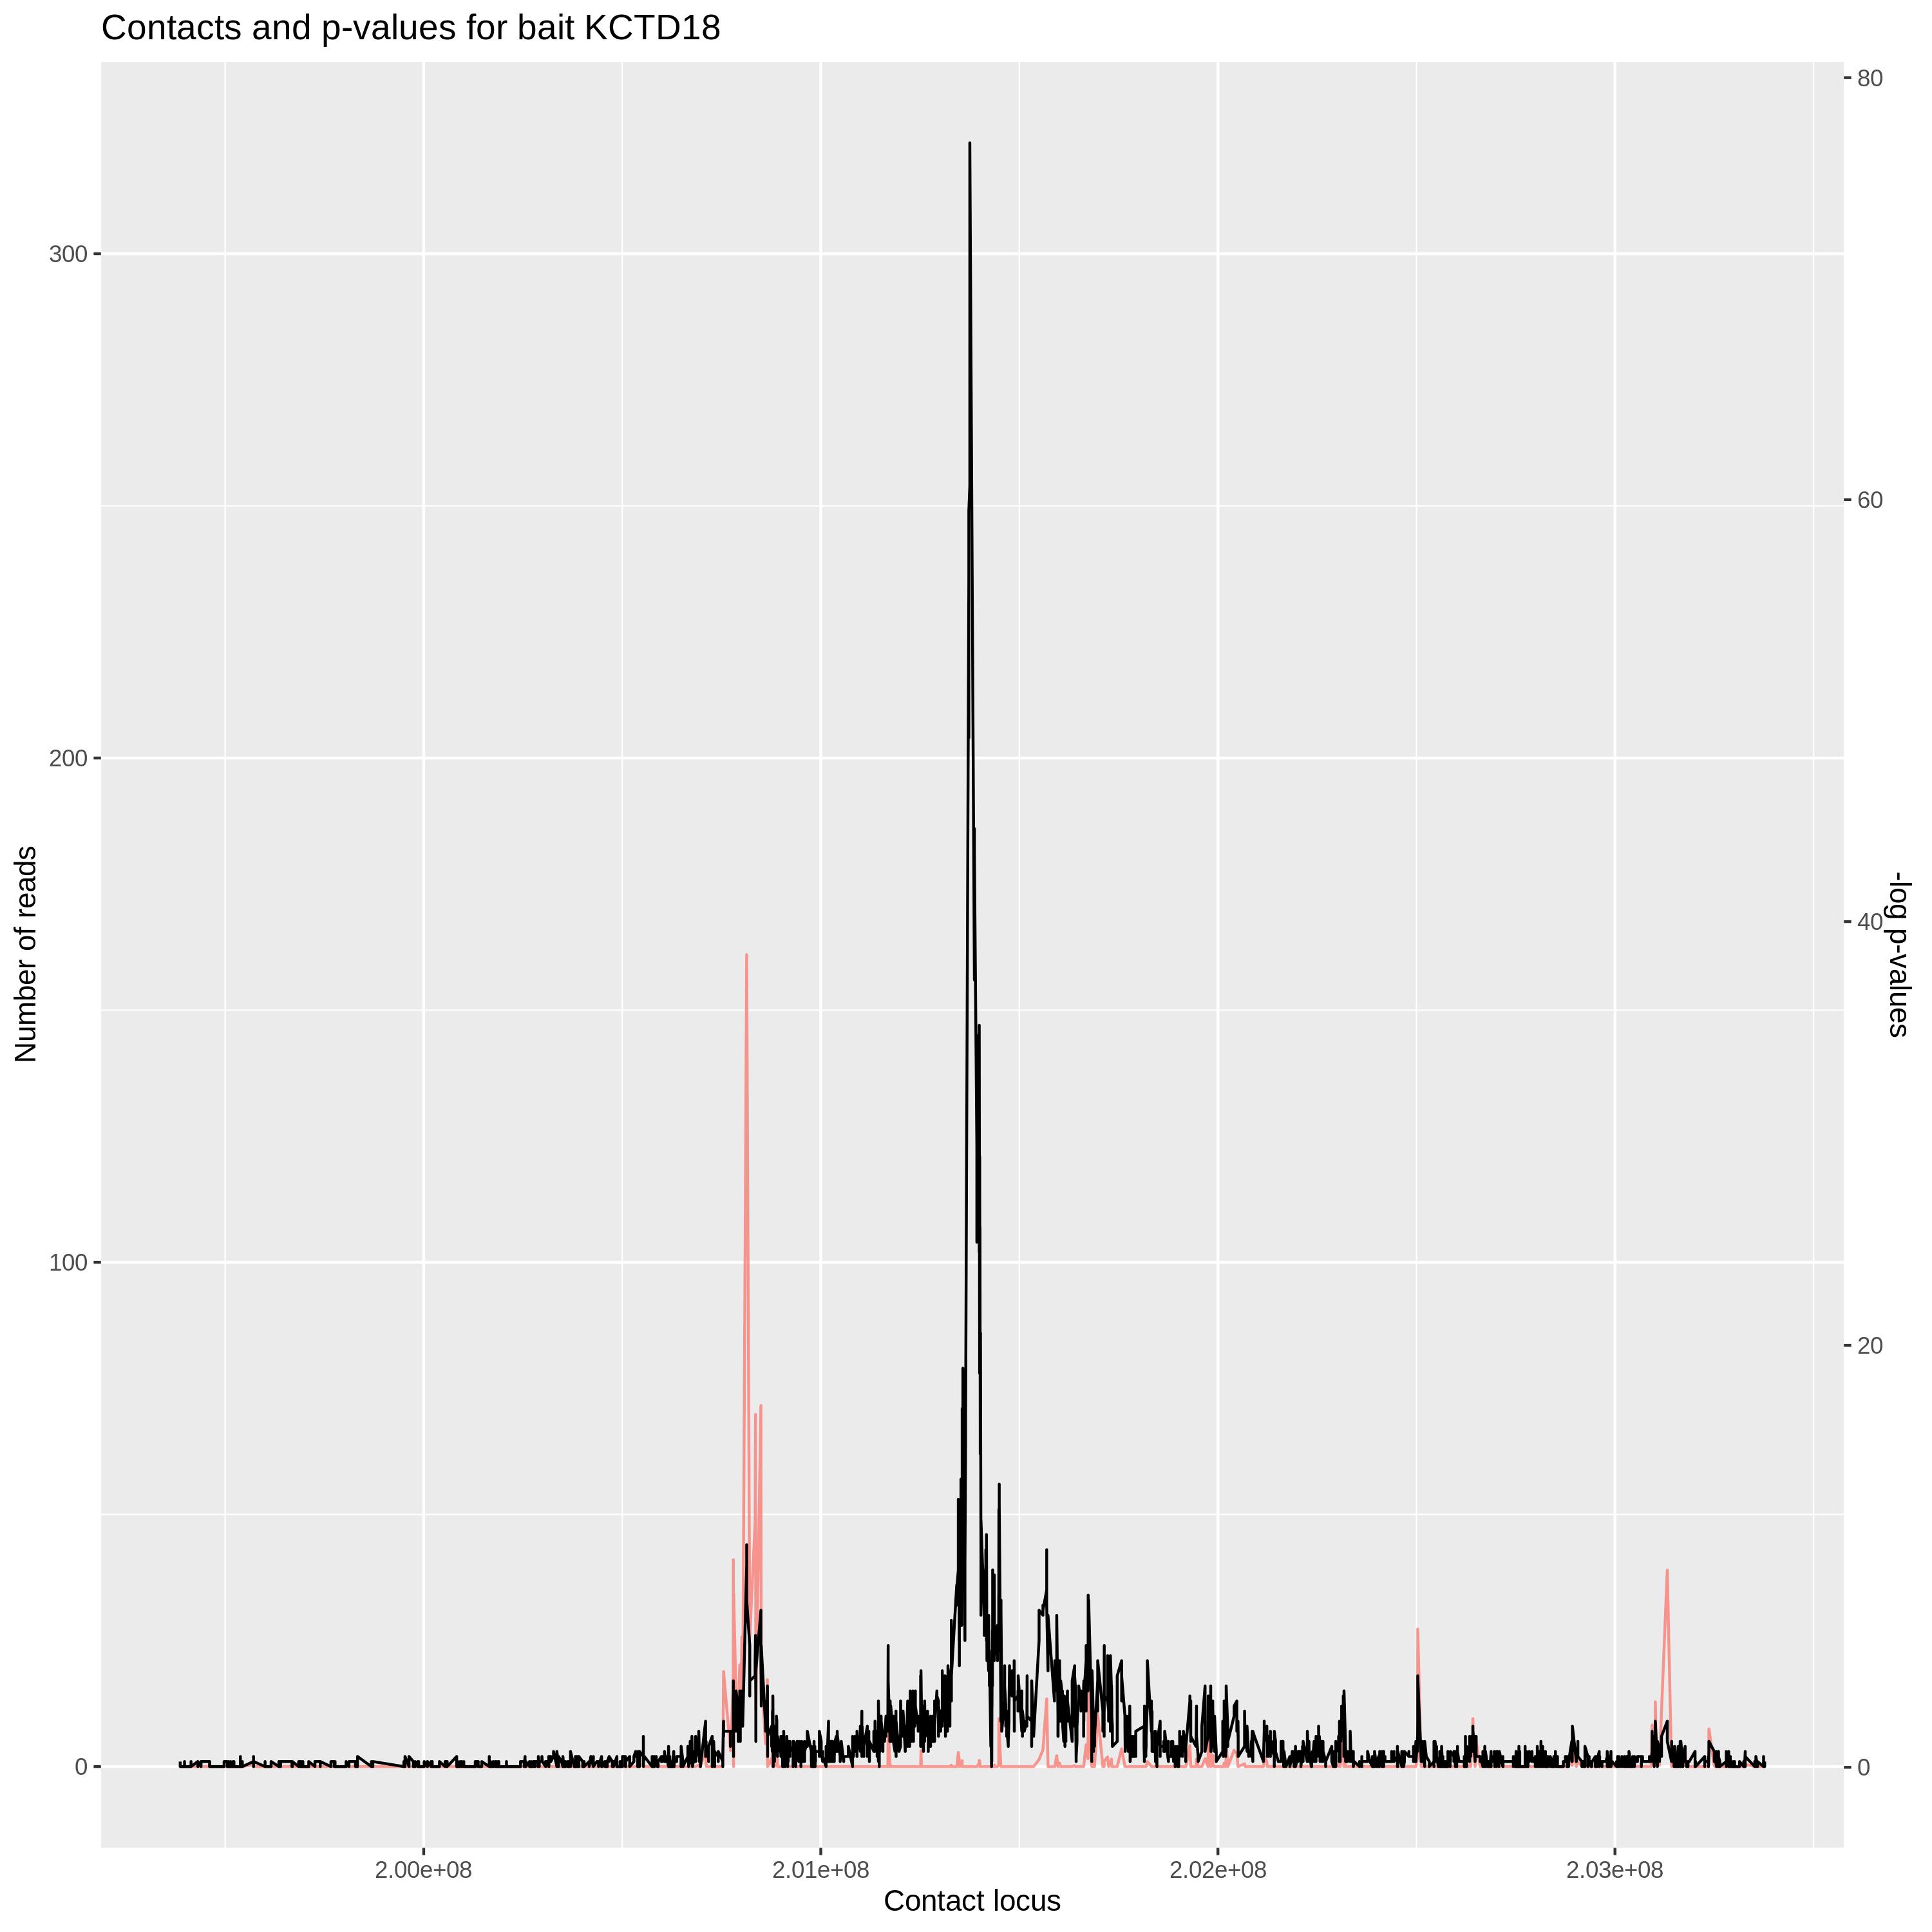 Contacts and p-values for bait KCTD18
80
300
60
200
Number of reads
-log p-values
40
100
20
0
0
2.00e+08
2.01e+08
2.02e+08
2.03e+08
Contact locus